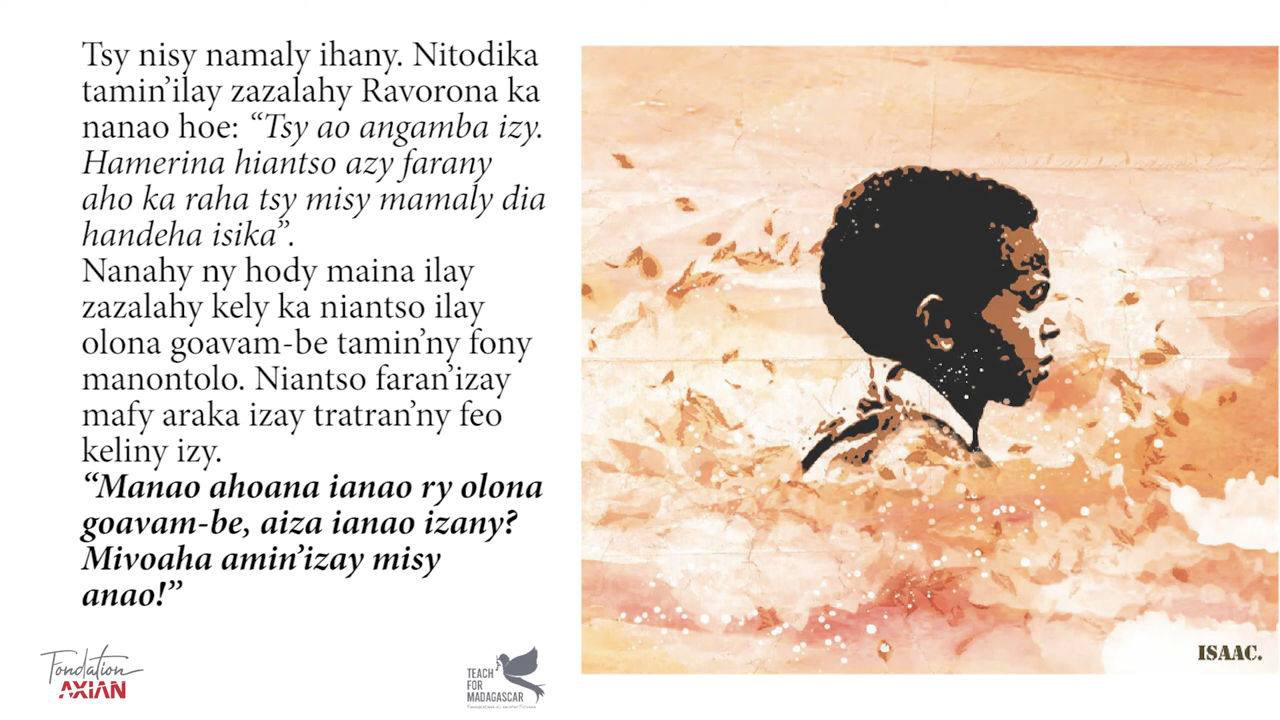 Tsy nisy namaly ihany. Nitodika
tamin’ilay zazalahy Ravorona ka
nanao hoe: “Tsy ao angamba izy.
Hamerina hiantso azy farany
aho ka raha tsy misy mamaly dia
handeha isika”.
Nanahy ny hody maina ilay
zazalahy kely ka niantso ilay
olona goavam-be tamin’ny fony
manontolo. Niantso faran’izay
mafy araka izay tratran’ny feo
keliny izy.
“Manao ahoana ianao ry olona
goavam-be, aiza ianao izany?
Mivoaha amin’izay misy
anao!”
Fondation
AXIAN
TEACH
FOR
MADAGASCAR
ISAAC.